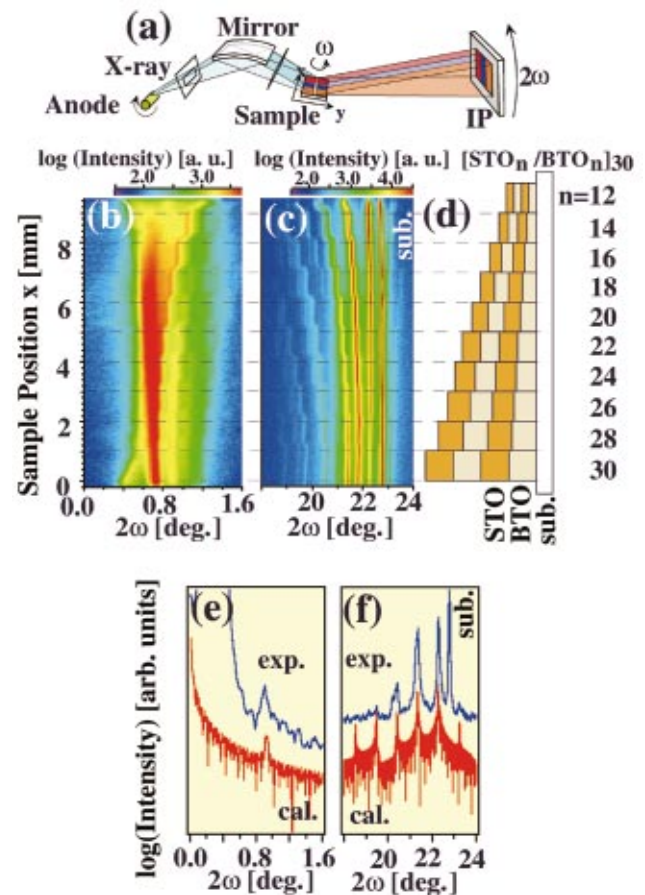 (a)
Mirror
ω
X-ray
Anode
Sample
y
IP
2ω
log (Intensity) [a. u.] log (Intensity) [a. u.] [STOn /BTOn]30
2.0 3.0 2.0 3.0 4.0
(b) (c) sub. (d) n=12
14
16
18
20
22
24
26
28
30
Sample Position x [mm]
8
6
4
2
0
0.0 0.8 1.6 20 22 24
2ω [deg.] 2ω [deg.]
STO
BTO
sub.
log(Intensity) [arb. units]
(e) (f) sub.
exp. exp.
cal. cal.
0.0 0.8 1.6 20 22 24
2ω [deg.] 2ω [deg.]